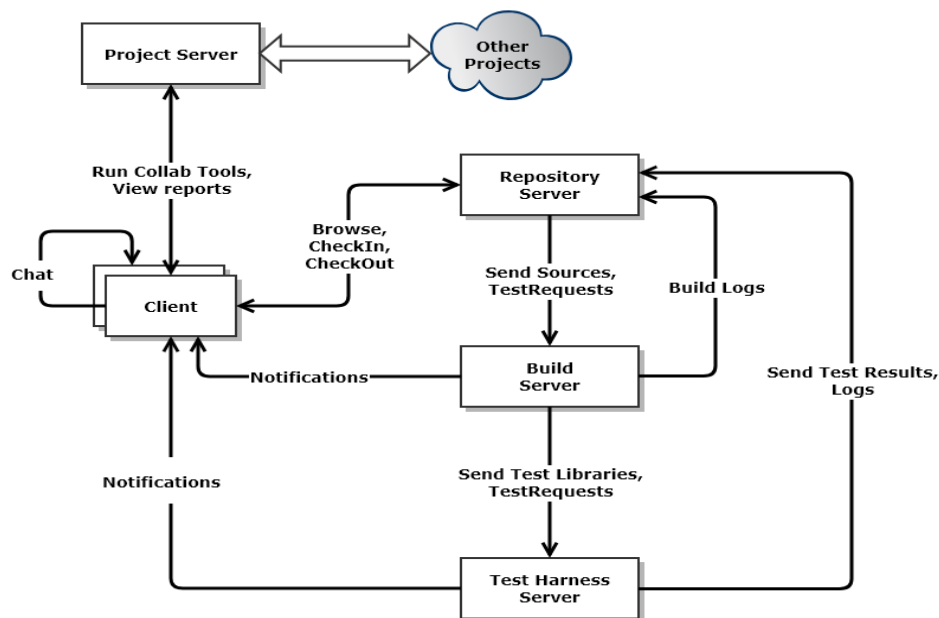 Project Server
Other
Projects
Run Collab Tools,
View reports
Repository
Server
Browse,
CheckIn,
CheckOut
Chat
Client
Send Sources,
TestRequests
Build Logs
Notifications
Build
Server
Send Test Results,
Logs
Notifications
Send Test Libraries,
TestRequests
Test Harness
Server